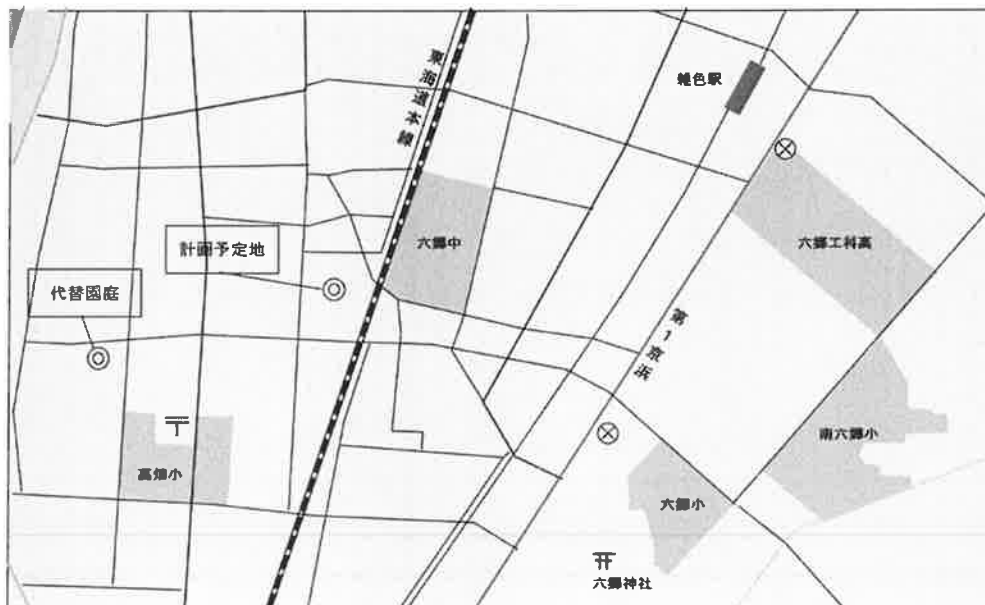 東海道本線
雑色駅
六郷工科高
六郷中
計画予定地
代替園庭
第1京浜
南六郷小
高畑小
六郷小
六郷神社